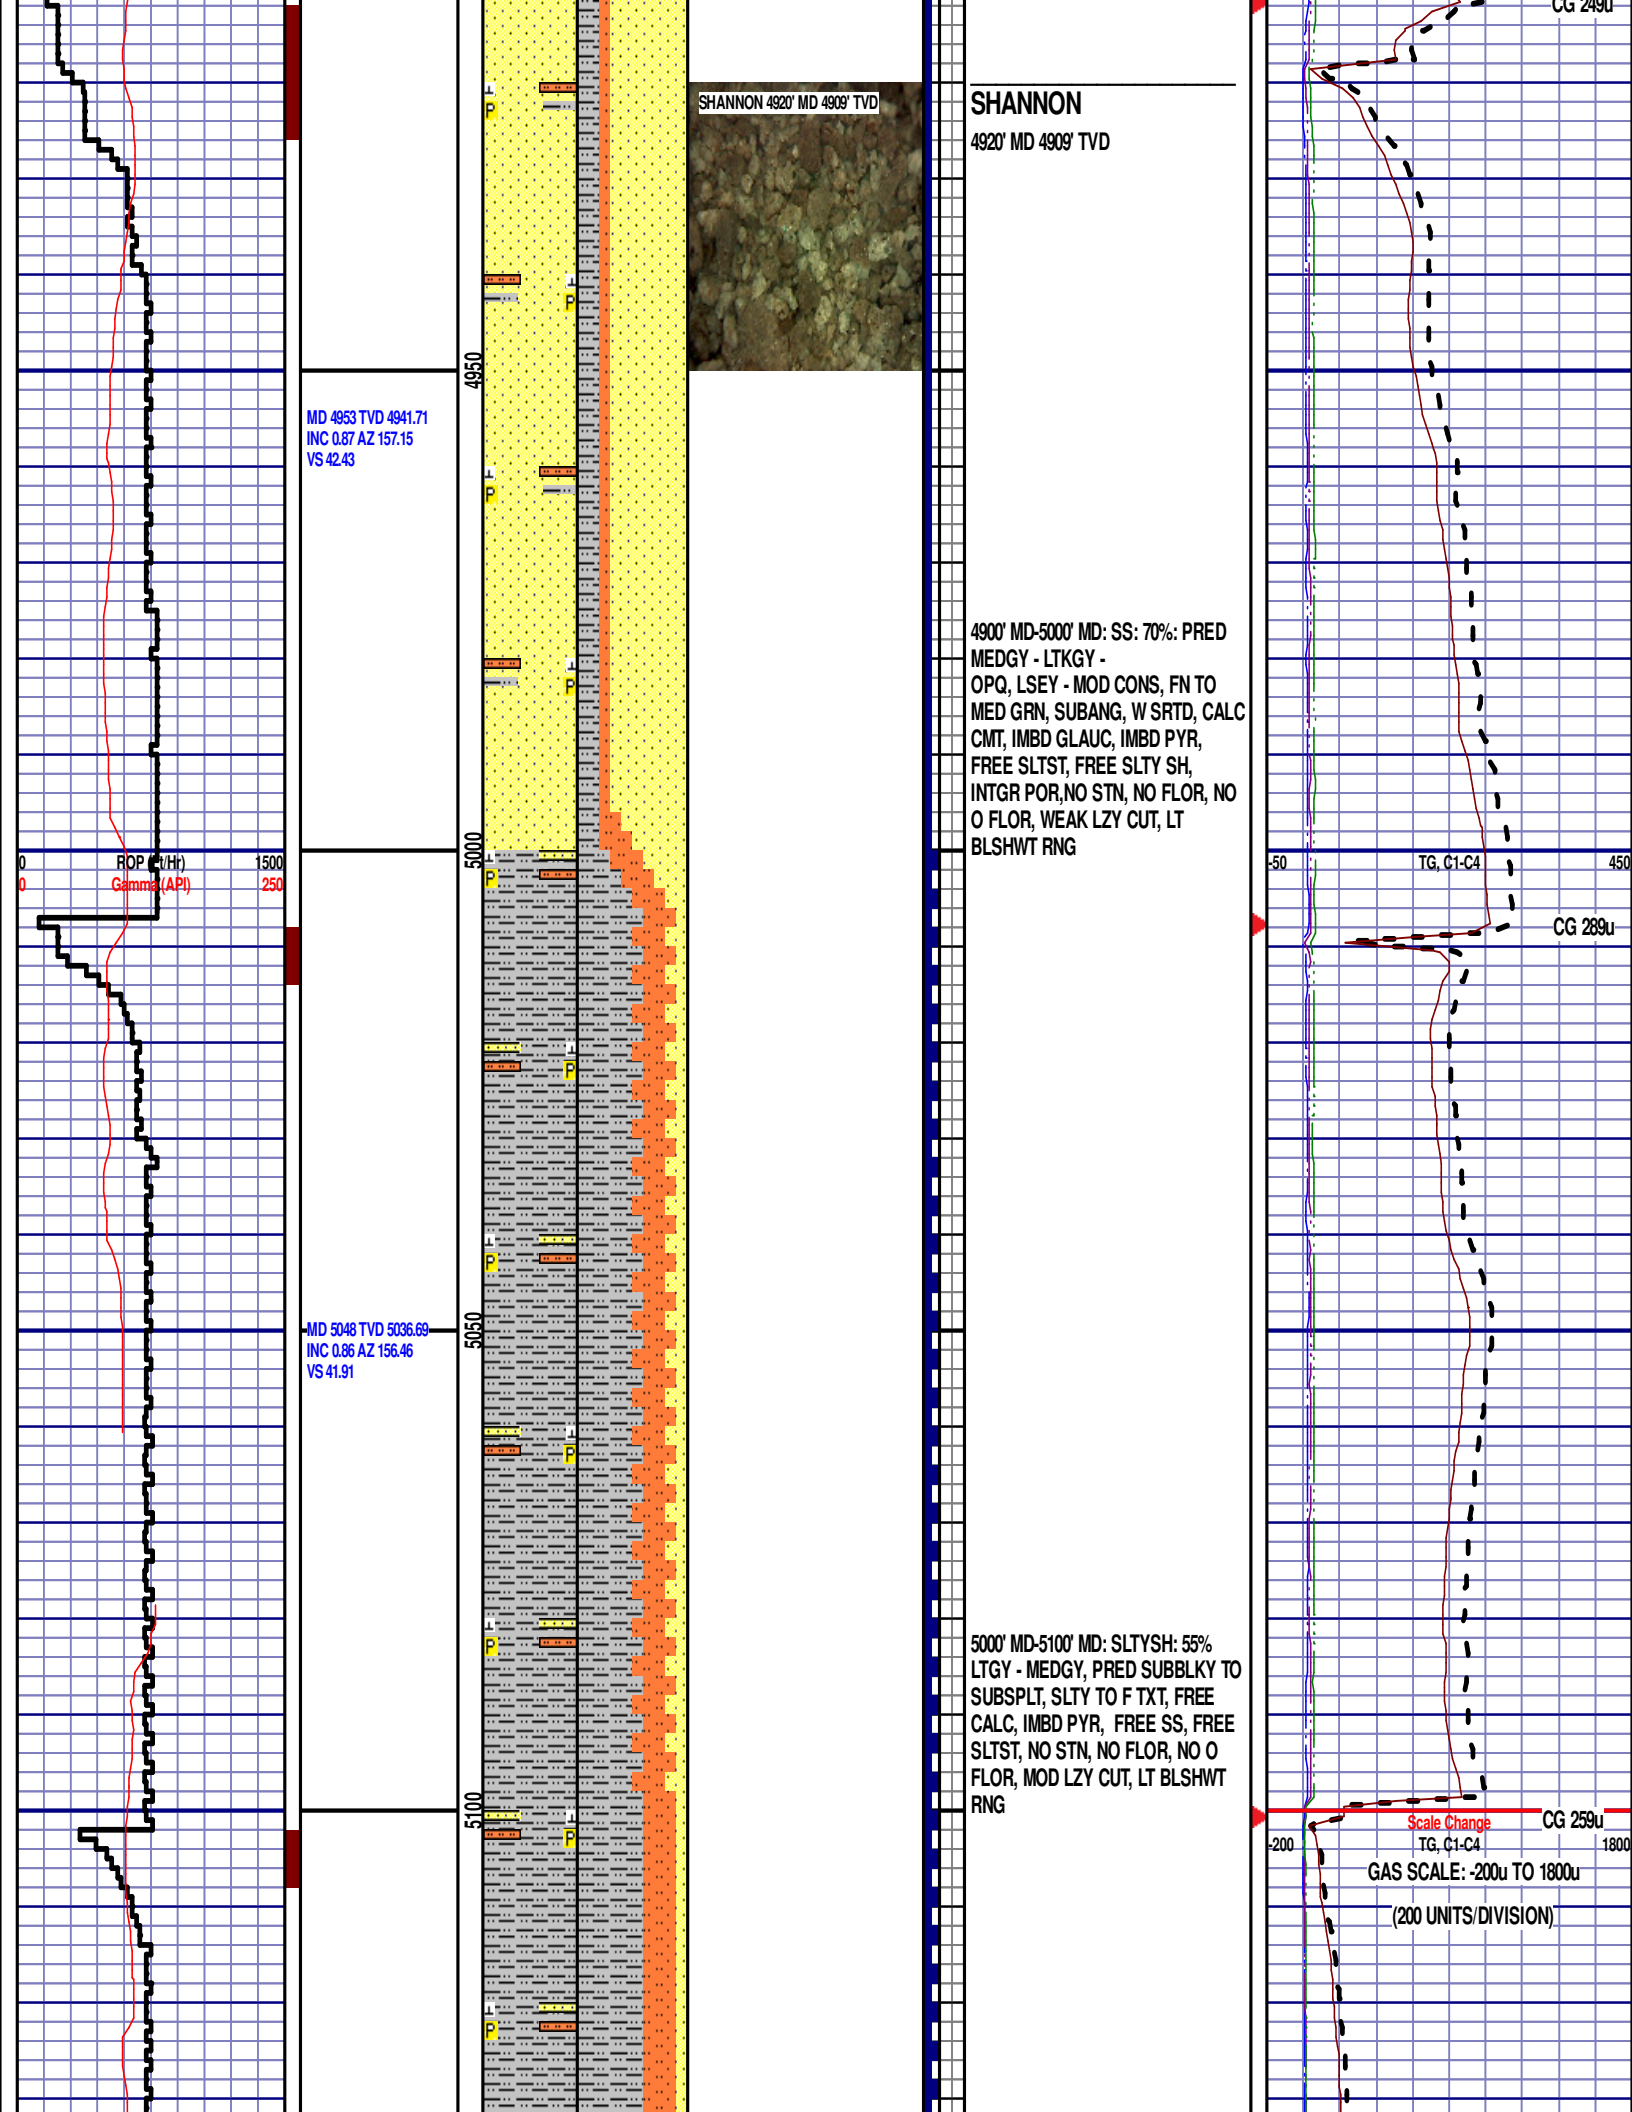 CG 249u
SHANNON 4920' MD 4909' TVD
SHANNON
4920' MD 4909' TVD
P
P
4950
MD 4953 TVD 4941.71
INC 0.87 AZ 157.15
VS 42.43
P
P
4900' MD-5000' MD: SS: 70%: PRED
MEDGY - LTKGY -
OPQ, LSEY - MOD CONS, FN TO
MED GRN, SUBANG, W SRTD, CALC
CMT, IMBD GLAUC, IMBD PYR,
FREE SLTST, FREE SLTY SH,
INTGR POR,NO STN, NO FLOR, NO
O FLOR, WEAK LZY CUT, LT
BLSHWT RNG
5000
0 ROP (ft/Hr) 1500
0 Gamma (API) 250
-50 TG, C1-C4 450
P
CG 289u
P
P
5050
MD 5048 TVD 5036.69
INC 0.86 AZ 156.46
VS 41.91
P
P
5000' MD-5100' MD: SLTYSH: 55%
LTGY - MEDGY, PRED SUBBLKY TO
SUBSPLT, SLTY TO F TXT, FREE
CALC, IMBD PYR, FREE SS, FREE
SLTST, NO STN, NO FLOR, NO O
FLOR, MOD LZY CUT, LT BLSHWT
RNG
5100
P
Scale Change
CG 259u
-200 TG, C1-C4 1800
GAS SCALE: -200u TO 1800u
(200 UNITS/DIVISION)
P